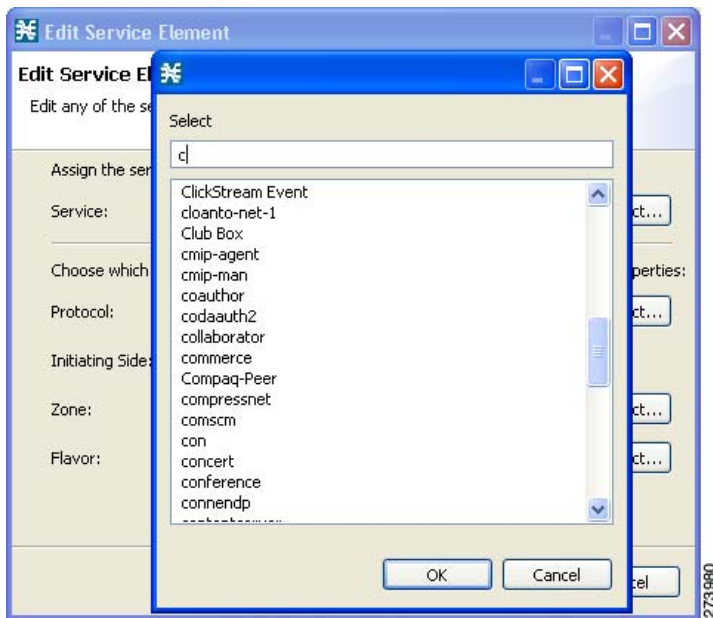 Edit Service Element
Edit Service El
Edit any of the se
Select
c
ClickStream Event
cloanto-net-1
Club Box
cmip-agent
cmip-man
coauthor
codaauth2
collaborator
commerce
Compaq-Peer
compressnet
comscm
con
concert
conference
connendp
OK
Cancel
Assign the ser
Service:
ct...
Choose which
perties:
Protocol:
ct...
Initiating Side:
Zone:
ct...
Flavor:
ct...
cel
273980